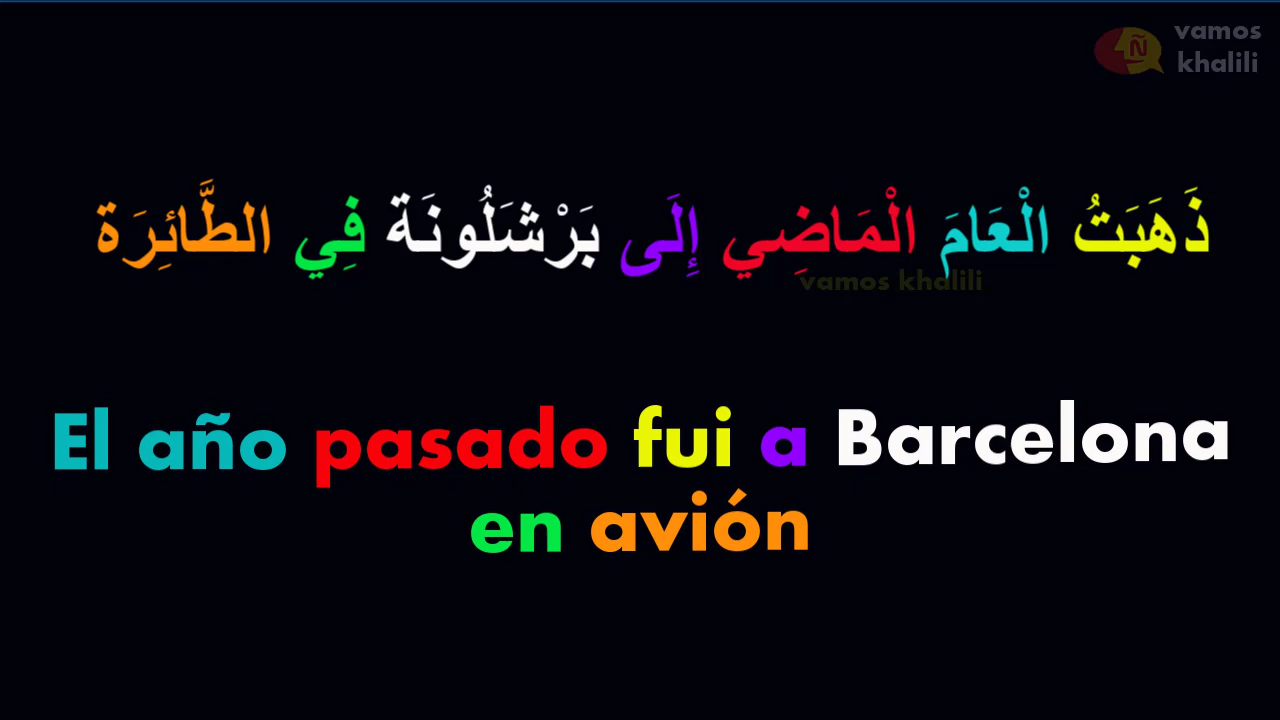 vamos
khalili
ذَهَبَتُ الْعَامَ الْمَاضِي إِلَى بَرْشَلُونَة فِي الطَّائِرَة
vamos khalili
El año pasado fui a Barcelona
en avión